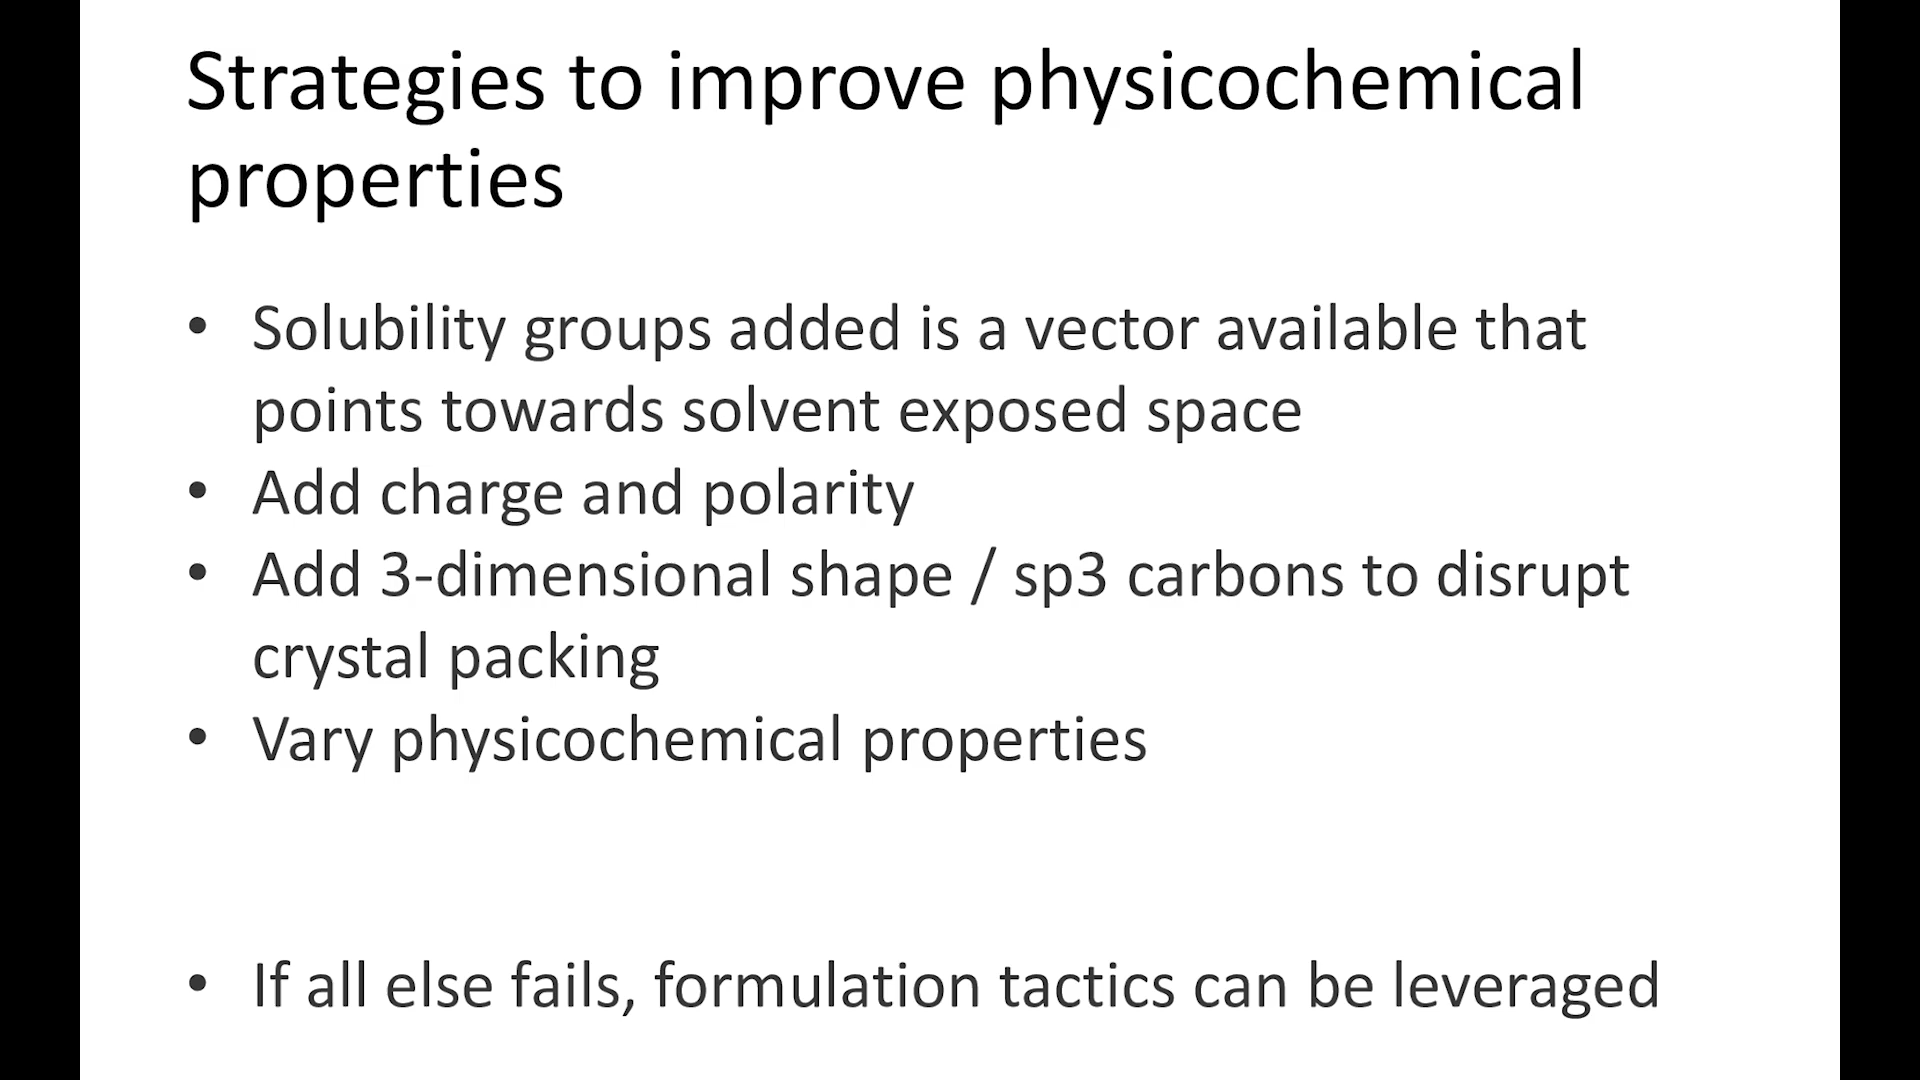 Strategies to improve physicochemical
properties
• Solubility groups added is a vector available that
points towards solvent exposed space
• Add charge and polarity
• Add 3-dimensional shape / sp3 carbons to disrupt
crystal packing
• Vary physicochemical properties
• If all else fails, formulation tactics can be leveraged